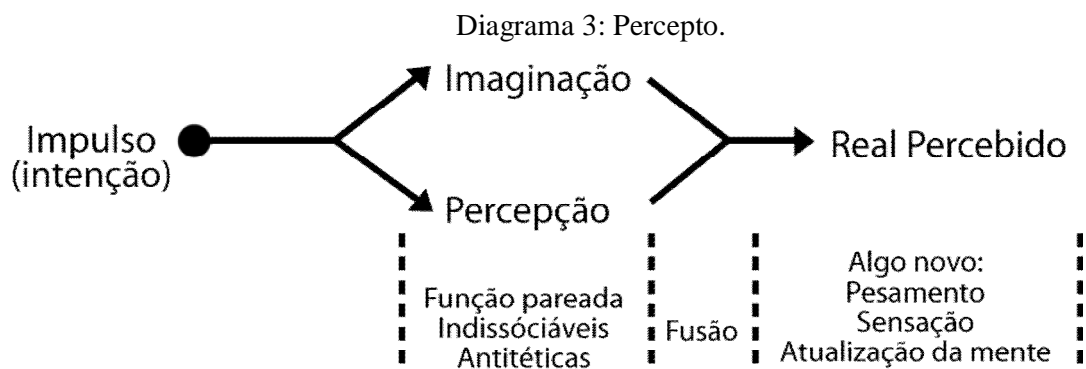 Diagrama 3: Percepto.
Imaginação
Impulso
(intenção)
Real Percebido
Percepção
Função pareada
Indissóciáveis
Antitéticas
Fusão
Algo novo:
Pesamento
Sensação
Atualização da mente